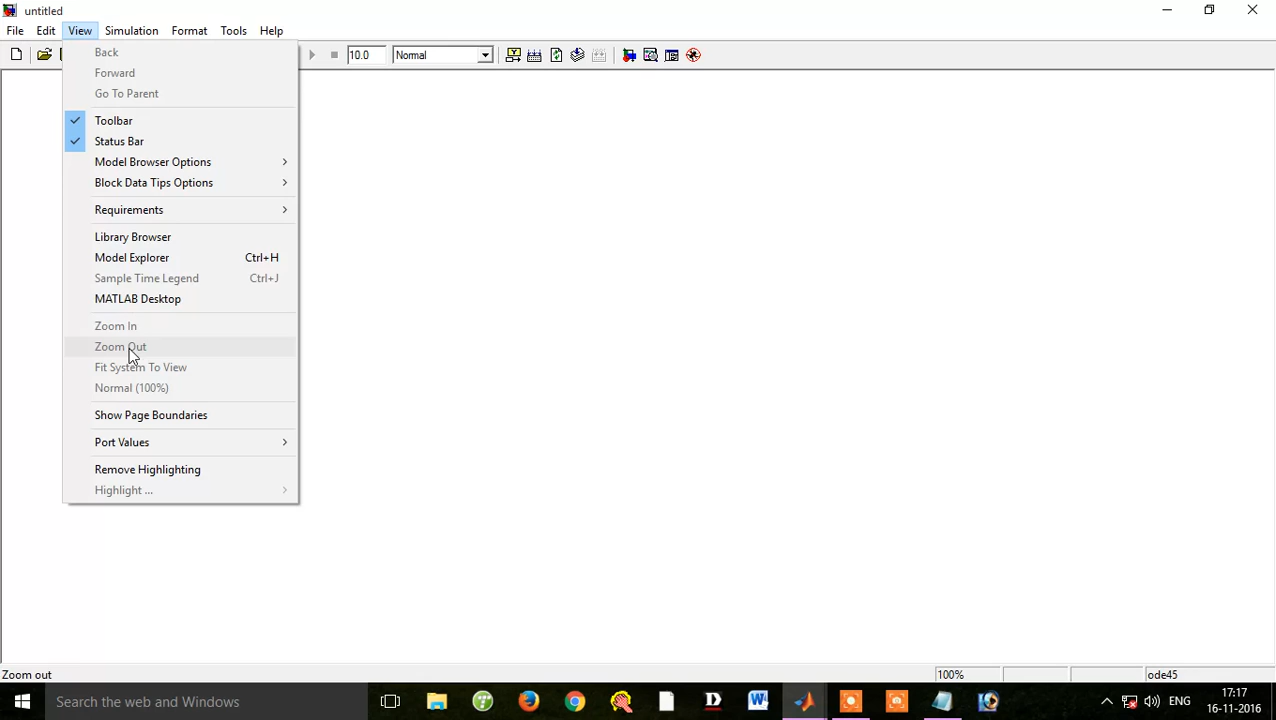 untitled
File Edit View Simulation Format Tools Help
10.0 Normal
Back
Forward
Go To Parent
Toolbar
Status Bar
Model Browser Options
Block Data Tips Options
Requirements
Library Browser
Model Explorer Ctrl+H
Sample Time Legend Ctrl+J
MATLAB Desktop
Zoom In
Zoom Out
Fit System To View
Normal (100%)
Show Page Boundaries
Port Values
Remove Highlighting
Highlight ...
Zoom out 100% ode45
Search the web and Windows ENG 17:17
16-11-2016